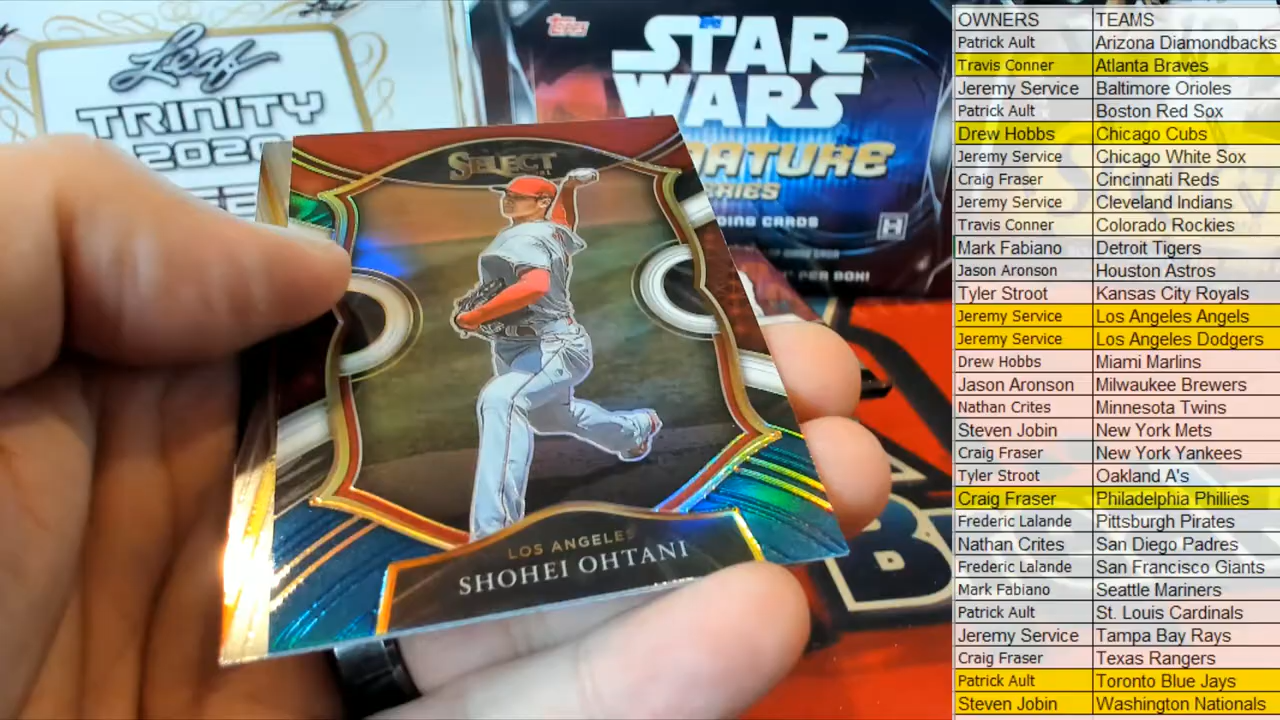 Leaf
TRINITY
2020
topps
STAR
WARS
NATURE
RIES
DING CARDS
H
PER BOX!
SELECT
LOS ANGELES
SHOHEI OHTANI
B
OWNERS TEAMS
Patrick Ault Arizona Diamondbacks
Travis Conner Atlanta Braves
Jeremy Service Baltimore Orioles
Patrick Ault Boston Red Sox
Drew Hobbs Chicago Cubs
Jeremy Service Chicago White Sox
Craig Fraser Cincinnati Reds
Jeremy Service Cleveland Indians
Travis Conner Colorado Rockies
Mark Fabiano Detroit Tigers
Jason Aronson Houston Astros
Tyler Stroot Kansas City Royals
Jeremy Service Los Angeles Angels
Jeremy Service Los Angeles Dodgers
Drew Hobbs Miami Marlins
Jason Aronson Milwaukee Brewers
Nathan Crites Minnesota Twins
Steven Jobin New York Mets
Craig Fraser New York Yankees
Tyler Stroot Oakland A's
Craig Fraser Philadelphia Phillies
Frederic Lalande Pittsburgh Pirates
Nathan Crites San Diego Padres
Frederic Lalande San Francisco Giants
Mark Fabiano Seattle Mariners
Patrick Ault St. Louis Cardinals
Jeremy Service Tampa Bay Rays
Craig Fraser Texas Rangers
Patrick Ault Toronto Blue Jays
Steven Jobin Washington Nationals